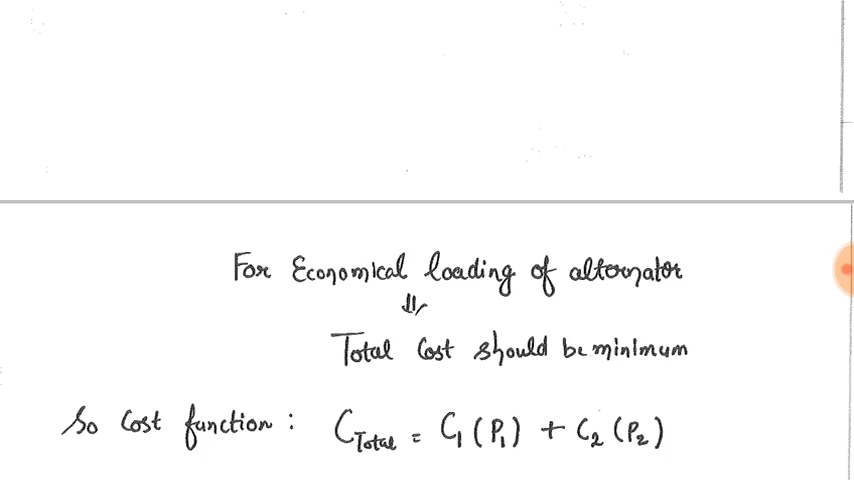 For Economical loading of alternator
⇓
Total Cost should be minimum
So Cost function : C_Total = C₁(P₁) + C₂(P₂)